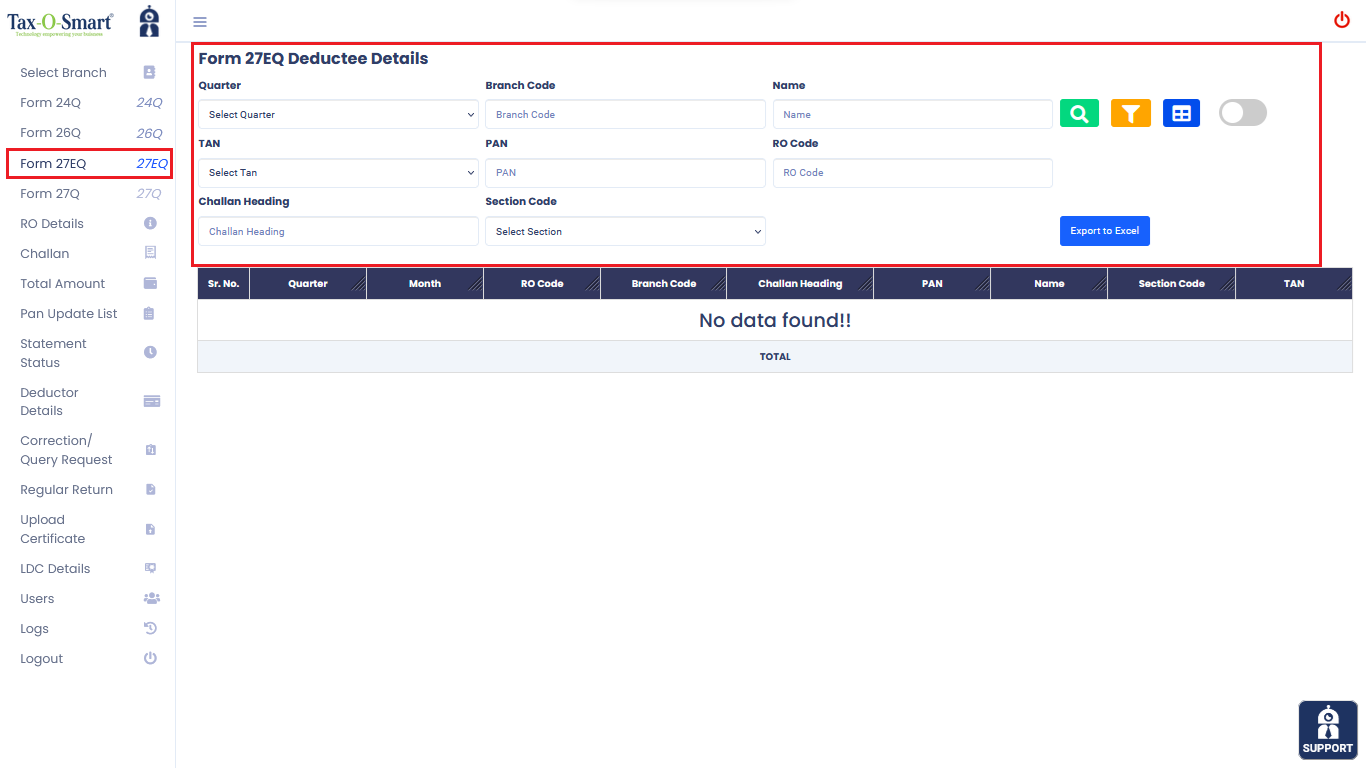 Tax-O-Smart®
Technology empowering your business
Select Branch
Form 24Q 24Q
Form 26Q 26Q
Form 27EQ 27EQ
Form 27Q 27Q
RO Details
Challan
Total Amount
Pan Update List
Statement
Status
Deductor
Details
Correction/
Query Request
Regular Return
Upload
Certificate
LDC Details
Users
Logs
Logout
Form 27EQ Deductee Details
Quarter Branch Code Name
Select Quarter Branch Code Name
TAN PAN RO Code
Select Tan PAN RO Code
Challan Heading Section Code
Challan Heading Select Section Export to Excel
Sr. No. Quarter Month RO Code Branch Code Challan Heading PAN Name Section Code TAN
No data found!!
TOTAL
SUPPORT